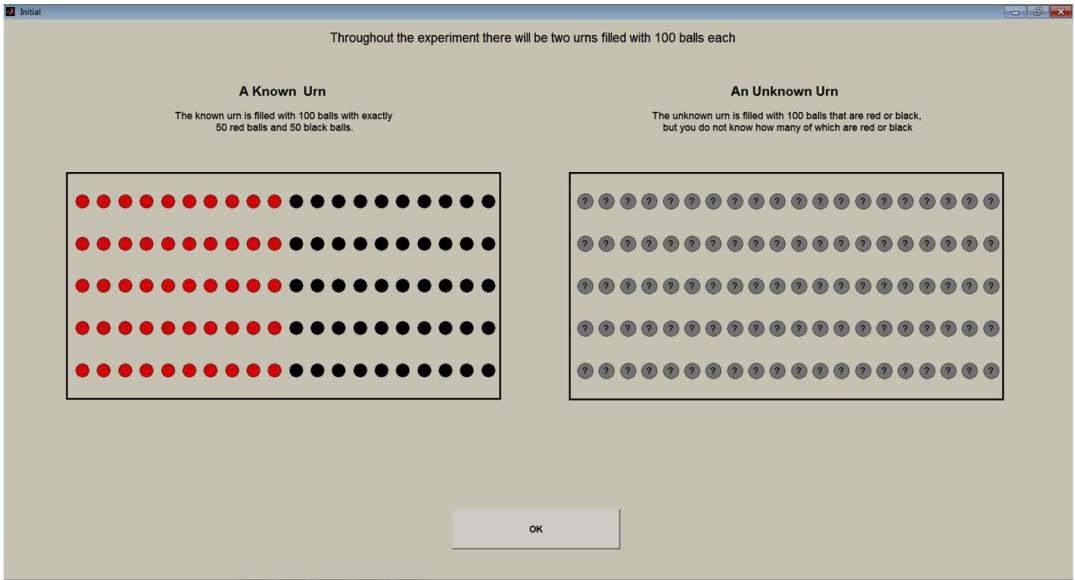 Initial
Throughout the experiment there will be two urns filled with 100 balls each
A Known Urn
The known urn is filled with 100 balls with exactly
50 red balls and 50 black balls.
An Unknown Urn
The unknown urn is filled with 100 balls that are red or black,
but you do not know how many of which are red or black
? ? ? ? ? ? ? ? ? ? ? ? ? ? ? ? ? ? ? ?
? ? ? ? ? ? ? ? ? ? ? ? ? ? ? ? ? ? ? ?
? ? ? ? ? ? ? ? ? ? ? ? ? ? ? ? ? ? ? ?
? ? ? ? ? ? ? ? ? ? ? ? ? ? ? ? ? ? ? ?
? ? ? ? ? ? ? ? ? ? ? ? ? ? ? ? ? ? ? ?
OK